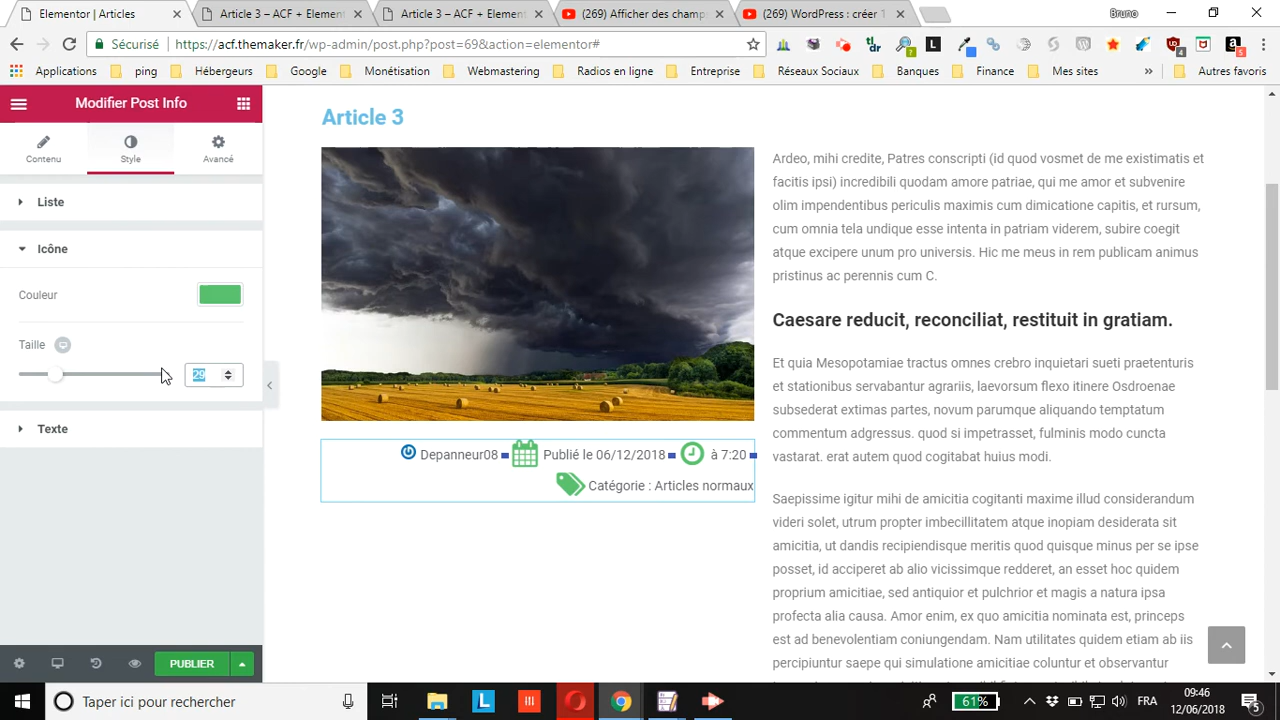 Elementor | Articles
Article 3 – ACF + Element
Article 3 – ACF + Element
(269) Afficher des champ
(269) WordPress : créer 1
Bruno
Sécurisé
https://acf.themaker.fr/wp-admin/post.php?post=69&action=elementor#
Applications
ping
Hébergeurs
Google
Monétisation
Webmastering
Radios en ligne
Entreprise
Réseaux Sociaux
Banques
Finance
Mes sites
»
Autres favoris
Modifier Post Info
Contenu
Style
Avancé
Liste
Icône
Couleur
Taille
29
Texte
PUBLIER
Article 3
Depanneur08
Publié le 06/12/2018
à 7:20
Catégorie : Articles normaux
Ardeo, mihi credite, Patres conscripti (id quod vosmet de me existimatis et
facitis ipsi) incredibili quodam amore patriae, qui me amor et subvenire
olim impendentibus periculis maximis cum dimicatione capitis, et rursum,
cum omnia tela undique esse intenta in patriam viderem, subire coegit
atque excipere unum pro universis. Hic me meus in rem publicam animus
pristinus ac perennis cum C.
Caesare reducit, reconciliat, restituit in gratiam.
Et quia Mesopotamiae tractus omnes crebro inquietari sueti praetenturis
et stationibus servabantur agrariis, laevorsum flexo itinere Osdroenae
subsederat extimas partes, novum parumque aliquando temptatum
commentum adgressus. quod si impetrasset, fulminis modo cuncta
vastarat. erat autem quod cogitabat huius modi.
Saepissime igitur mihi de amicitia cogitanti maxime illud considerandum
videri solet, utrum propter imbecillitatem atque inopiam desiderata sit
amicitia, ut dandis recipiendisque meritis quod quisque minus per se ipse
posset, id acciperet ab alio vicissimque redderet, an esset hoc quidem
proprium amicitiae, sed antiquior et pulchrior et magis a natura ipsa
profecta alia causa. Amor enim, ex quo amicitia nominata est, princeps
est ad benevolentiam coniungendam. Nam utilitates quidem etiam ab iis
percipiuntur saepe qui simulatione amicitiae coluntur et observantur
Taper ici pour rechercher
61%
FRA
09:46
12/06/2018
5